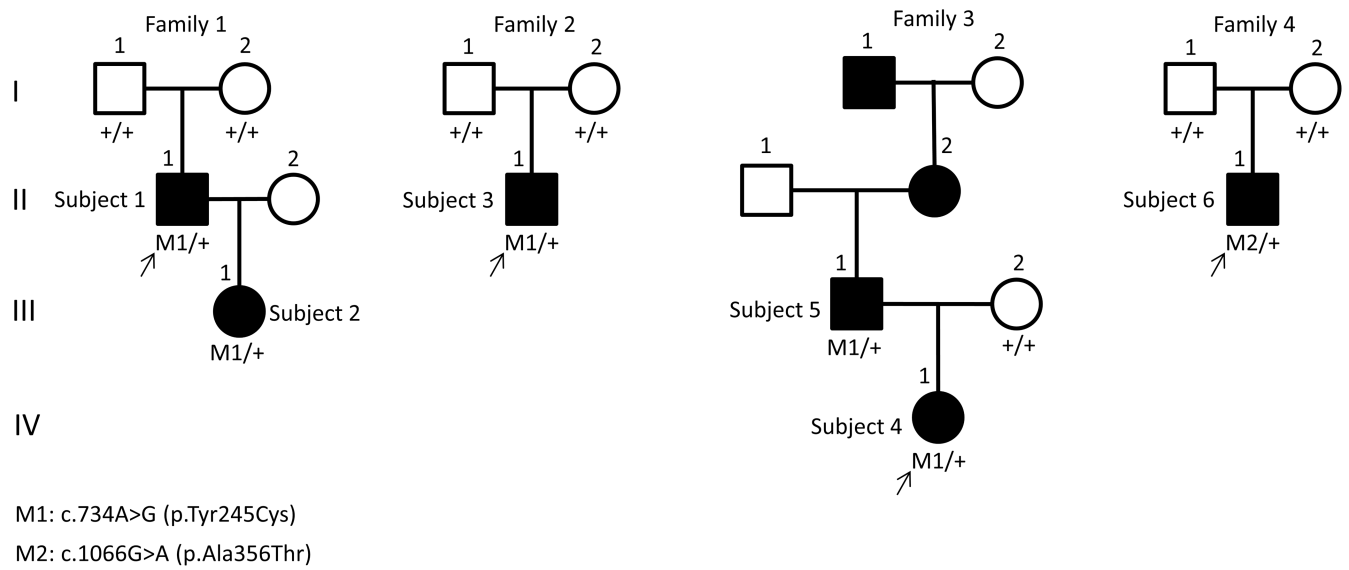 Family 1
Family 2
Family 3
Family 4
I
1 2
1 2
1 2
1 2
+/+ +/+
+/+ +/+
+/+ +/+
II
Subject 1
1 2
M1/+
Subject 3
1
M1/+
1 2
Subject 6
1
M2/+
III
1
Subject 2
M1/+
Subject 5
1 2
M1/+
+/+
IV
Subject 4
1
M1/+
M1: c.734A>G (p.Tyr245Cys)
M2: c.1066G>A (p.Ala356Thr)